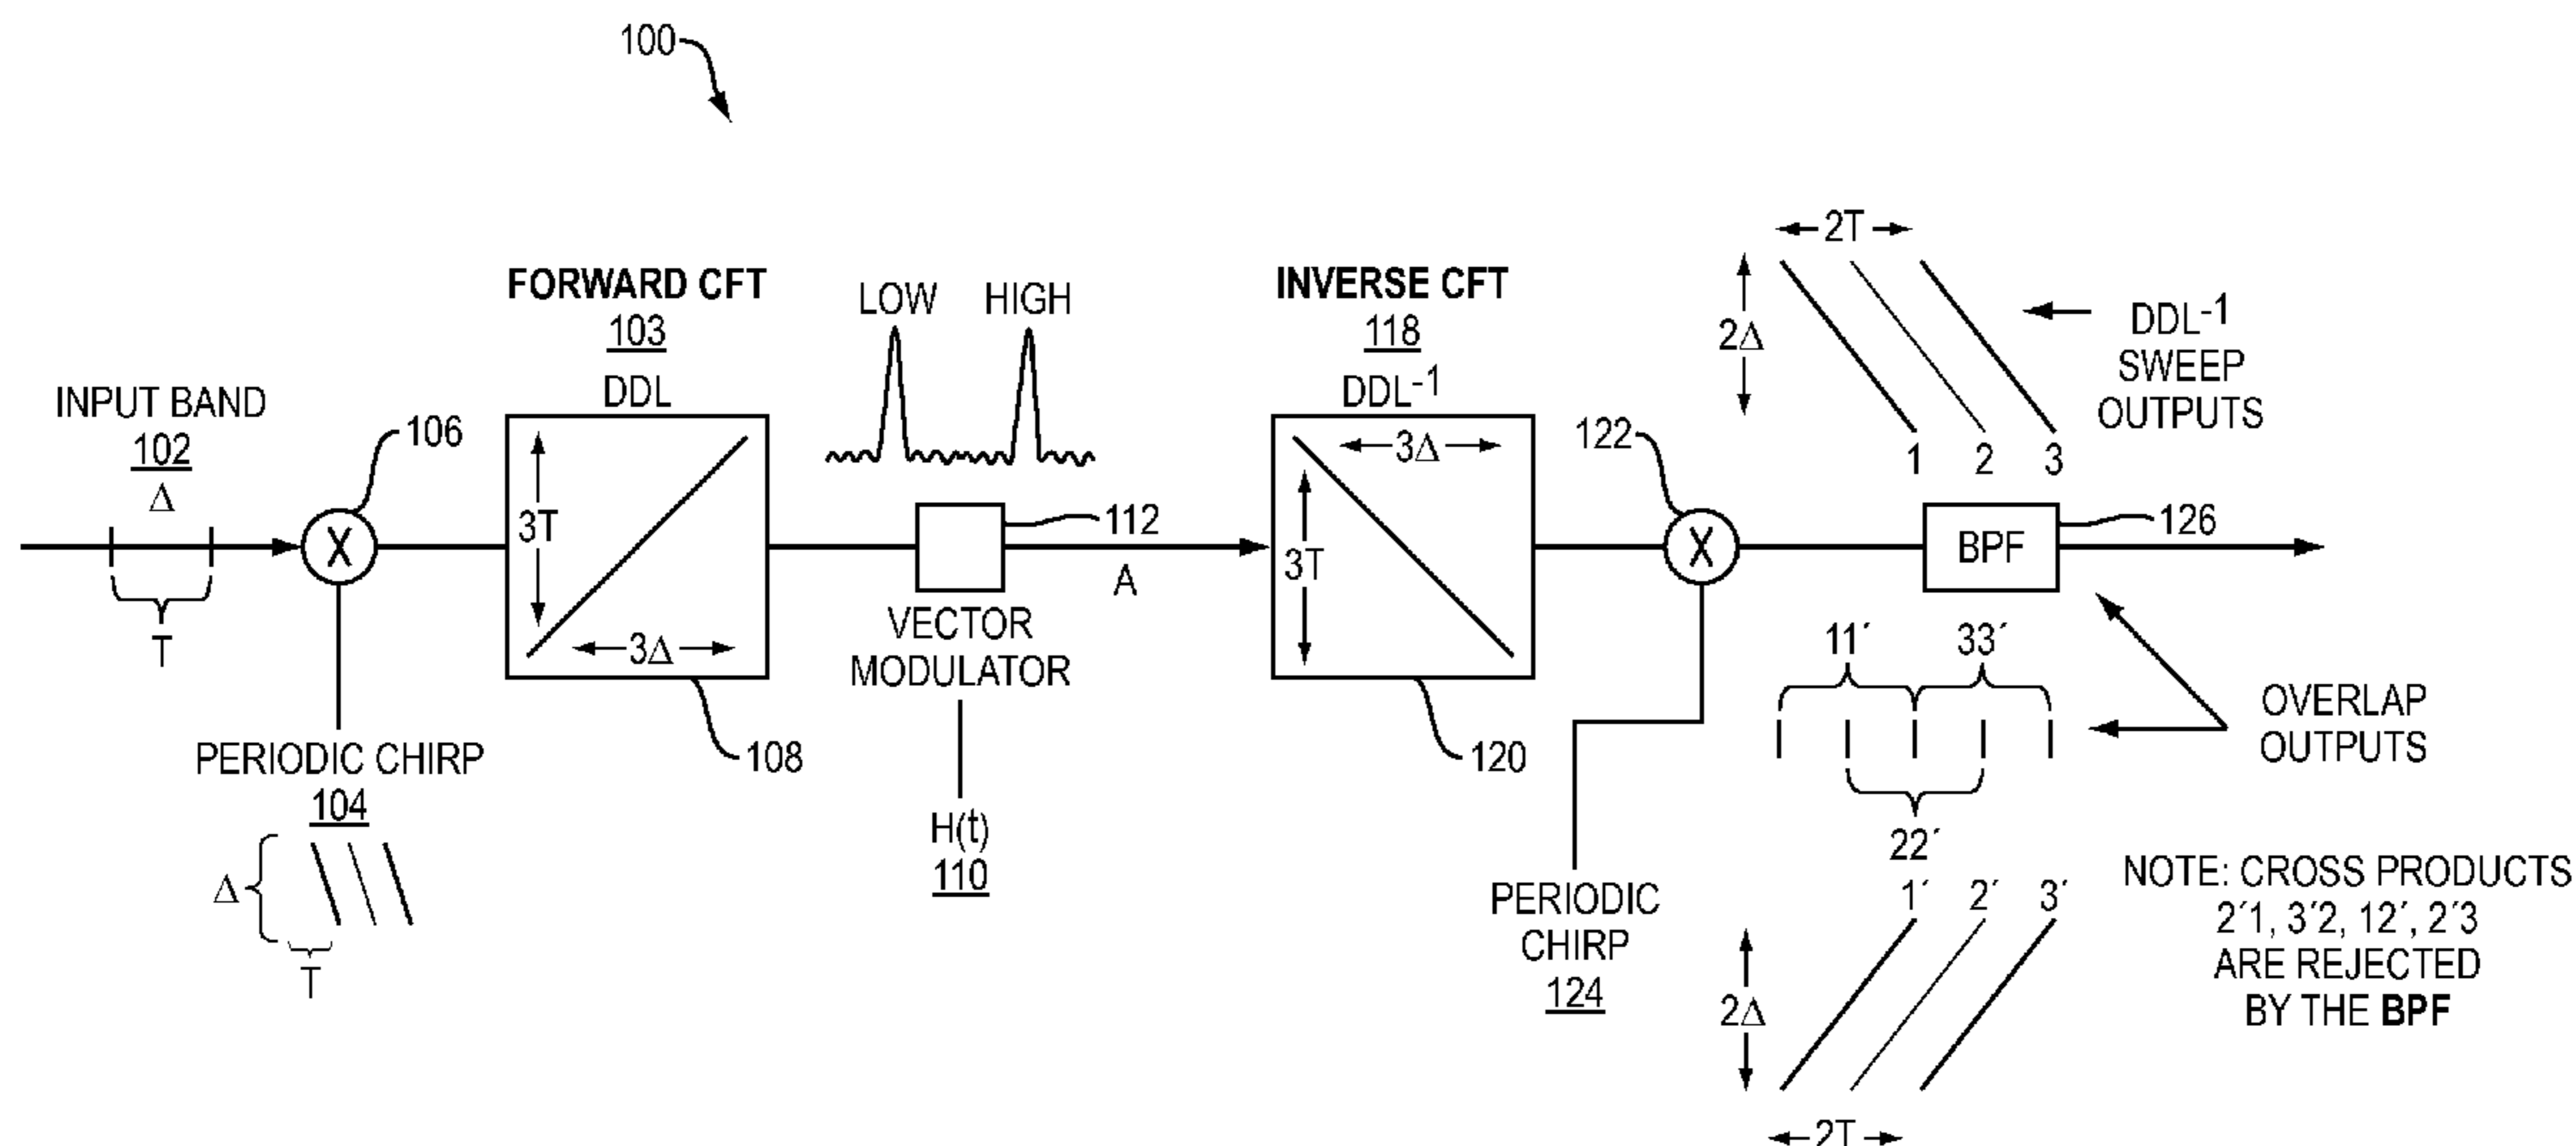 100
INPUT BAND
102
Δ
T
106
X
PERIODIC CHIRP
104
Δ
T
FORWARD CFT
103
DDL
3T
3Δ
108
LOW
HIGH
112
A
VECTOR
MODULATOR
H(t)
110
INVERSE CFT
118
DDL-1
3Δ
3T
120
122
X
PERIODIC
CHIRP
124
2T
2Δ
1
2
3
DDL-1
SWEEP
OUTPUTS
BPF
126
11´
33´
22´
OVERLAP
OUTPUTS
1´
2´
3´
2Δ
2T
NOTE: CROSS PRODUCTS
2´1, 3´2, 12´, 2´3
ARE REJECTED
BY THE BPF